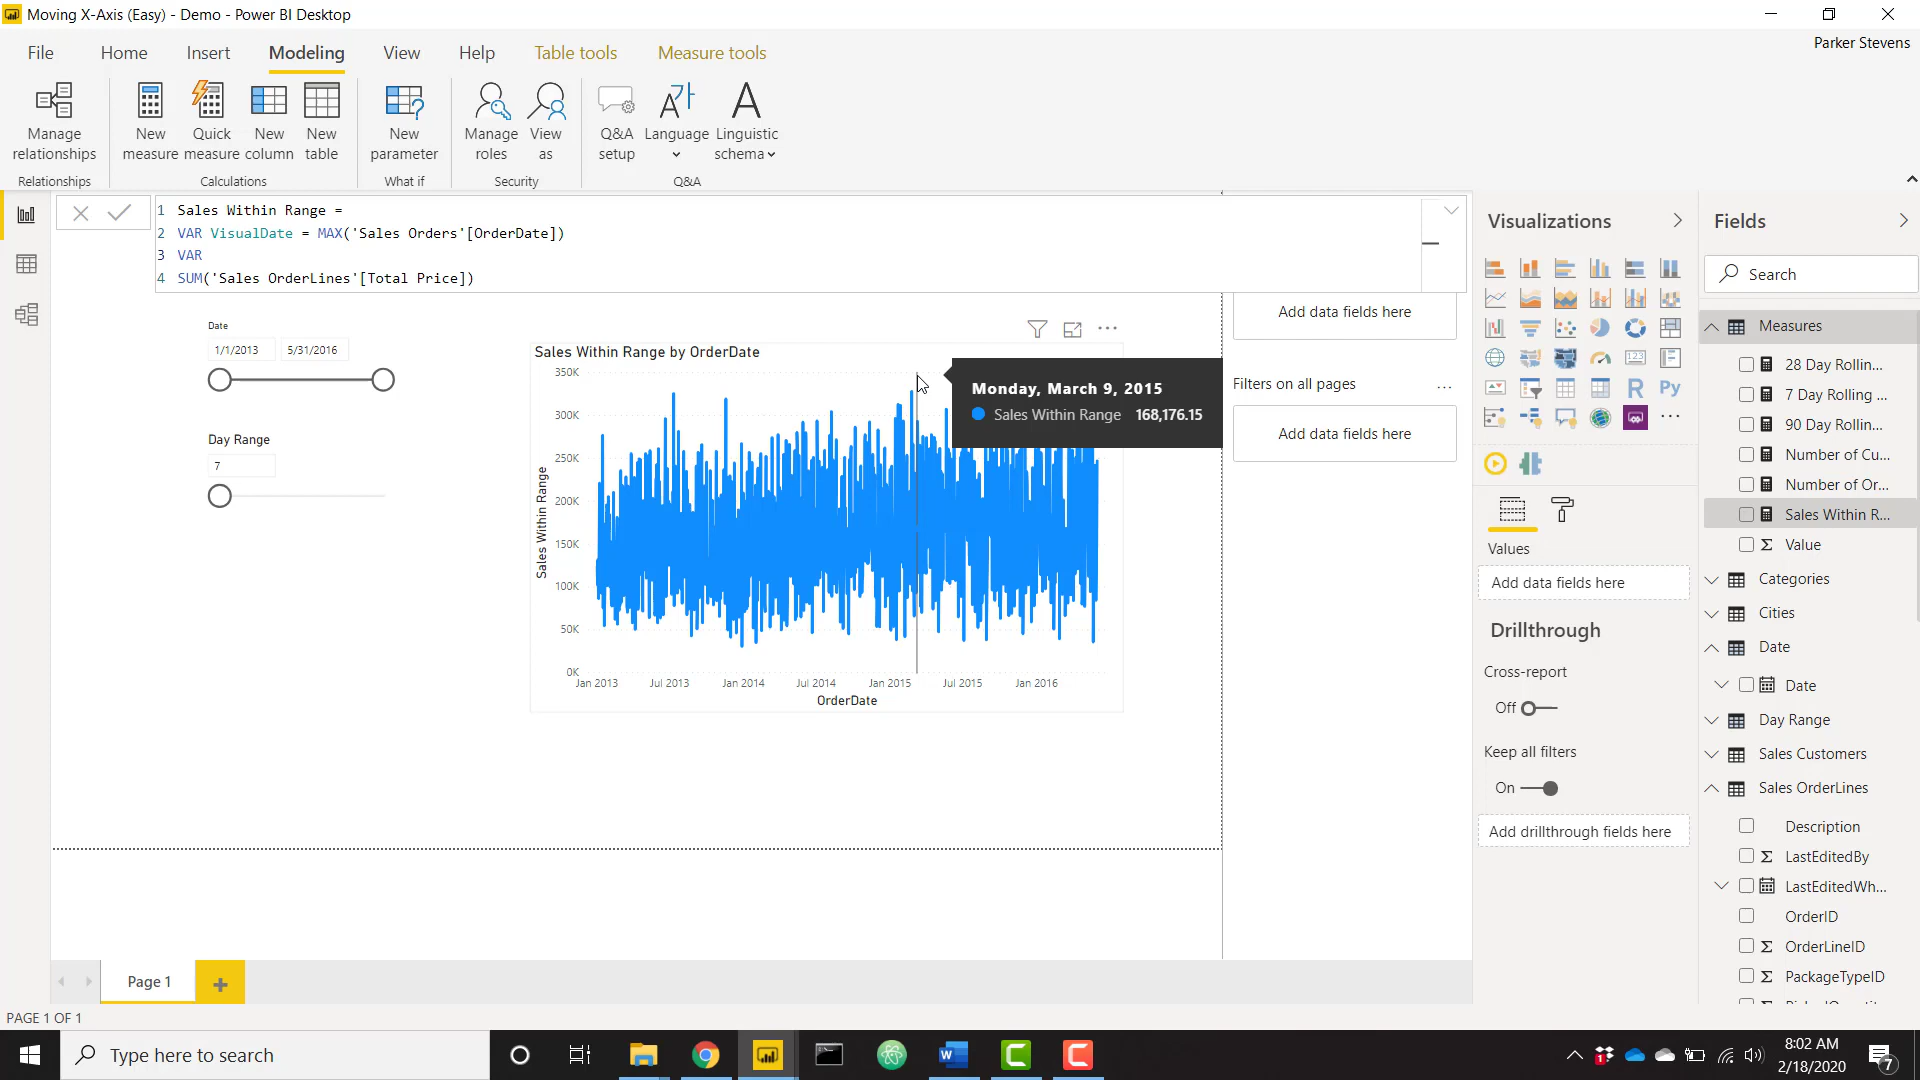 Moving X-Axis (Easy) - Demo - Power BI Desktop
Parker Stevens
File Home Insert Modeling View Help Table tools Measure tools
Manage relationships
New measure
Quick measure
New column
New table
New parameter
Manage roles
View as
Q&A setup
Language
Linguistic schema
Relationships
Calculations
What if
Security
Q&A
1 Sales Within Range =
2 VAR VisualDate = MAX('Sales Orders'[OrderDate])
3 VAR
4 SUM('Sales OrderLines'[Total Price])
Date
1/1/2013 5/31/2016
Day Range
7
Sales Within Range by OrderDate
350K
300K
250K
200K
150K
100K
50K
0K
Sales Within Range
Jan 2013 Jul 2013 Jan 2014 Jul 2014 Jan 2015 Jul 2015 Jan 2016
OrderDate
Monday, March 9, 2015
Sales Within Range 168,176.15
Add data fields here
Filters on all pages
Add data fields here
Visualizations
R Py
123
Values
Add data fields here
Drillthrough
Cross-report
Off
Keep all filters
On
Add drillthrough fields here
Fields
Search
Measures
28 Day Rollin...
7 Day Rolling ...
90 Day Rollin...
Number of Cu...
Number of Or...
Sales Within R...
Value
Categories
Cities
Date
Date
Day Range
Sales Customers
Sales OrderLines
Description
LastEditedBy
LastEditedWh...
OrderID
OrderLineID
PackageTypeID
Page 1
PAGE 1 OF 1
Type here to search
8:02 AM
2/18/2020
7